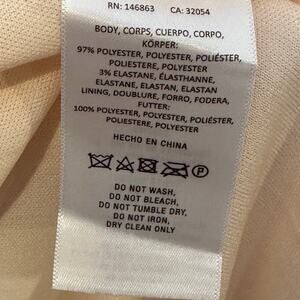 RN: 146863 CA: 32054
BODY, CORPS, CUERPO, CORPO,
KÖRPER:
97% POLYESTER, POLYESTER, POLIÉSTER,
POLIESTERE, POLYESTER
3% ELASTANE, ÉLASTHANNE,
ELASTANO, ELASTAN, ELASTAN
LINING, DOUBLURE, FORRO, FODERA,
FUTTER:
100% POLYESTER, POLYESTER, POLIÉSTER,
POLIESTERE, POLYESTER
HECHO EN CHINA
P
DO NOT WASH,
DO NOT BLEACH,
DO NOT TUMBLE DRY,
DO NOT IRON,
DRY CLEAN ONLY